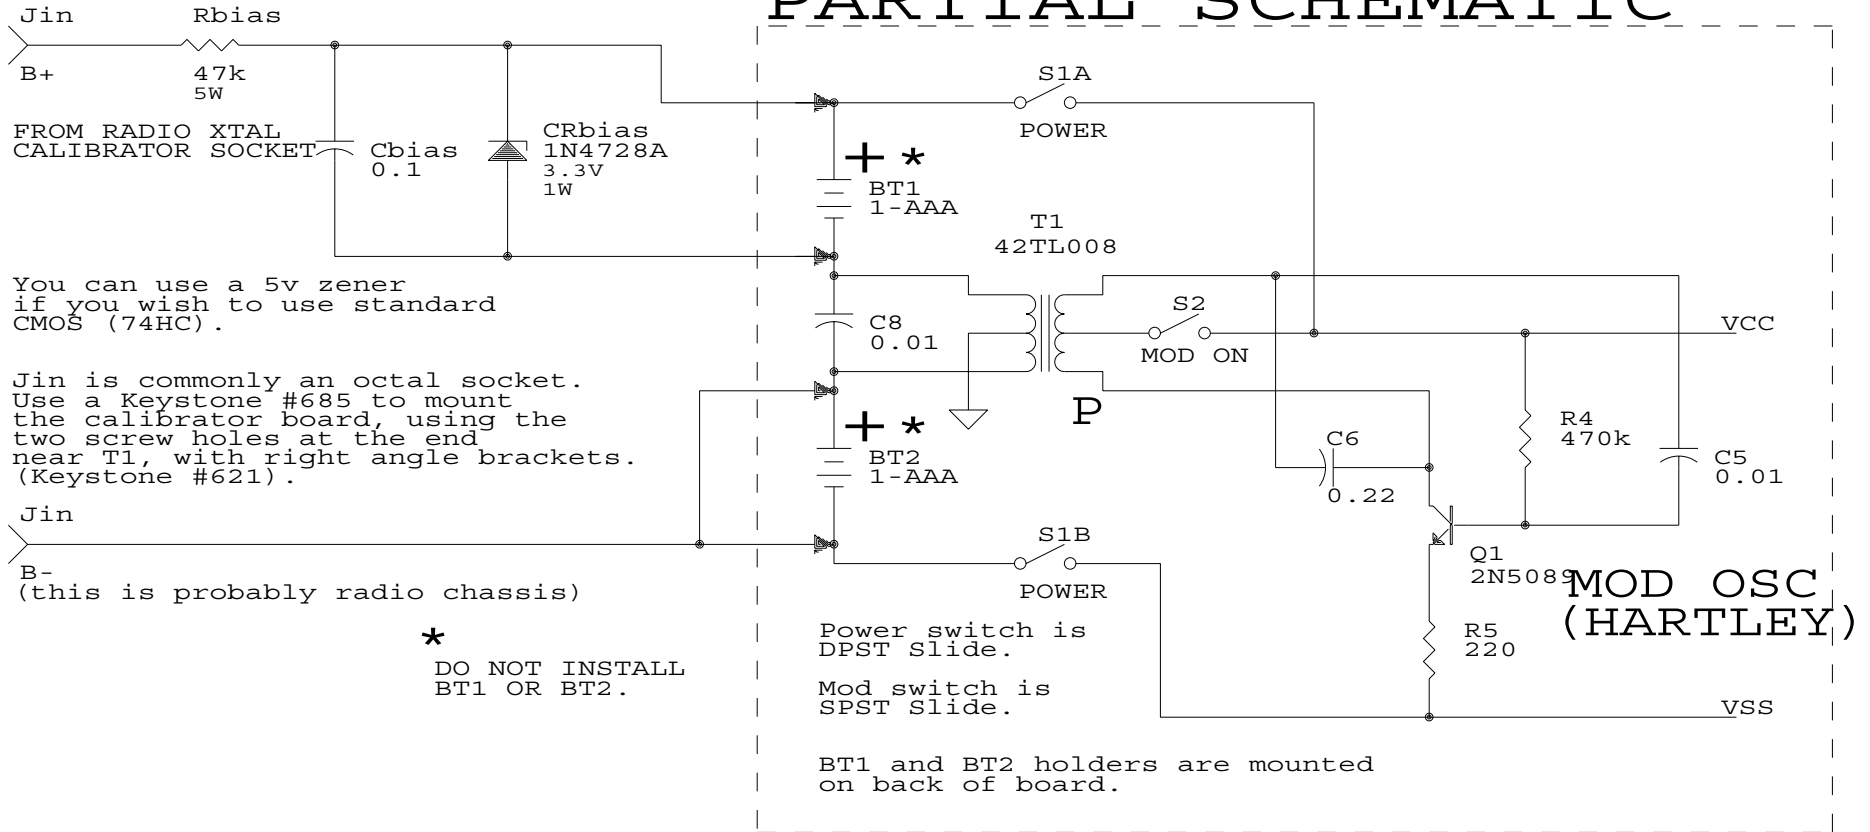 PARTIAL SCHEMATIC
Jin
Rbias
B+
47k
5W
FROM RADIO XTAL
CALIBRATOR SOCKET
Cbias
0.1
CRbias
1N4728A
3.3V
1W
S1A
POWER
+ *
BT1
1-AAA
T1
42TL008
You can use a 5v zener
if you wish to use standard
CMOS (74HC).
C8
0.01
S2
MOD ON
VCC
Jin is commonly an octal socket.
Use a Keystone #685 to mount
the calibrator board, using the
two screw holes at the end
near T1, with right angle brackets.
(Keystone #621).
+ *
BT2
1-AAA
P
C6
0.22
R4
470k
C5
0.01
Jin
B-
(this is probably radio chassis)
S1B
POWER
Q1
2N5089
MOD OSC
(HARTLEY)
*
DO NOT INSTALL
BT1 OR BT2.
Power switch is
DPST Slide.
Mod switch is
SPST Slide.
R5
220
VSS
BT1 and BT2 holders are mounted
on back of board.